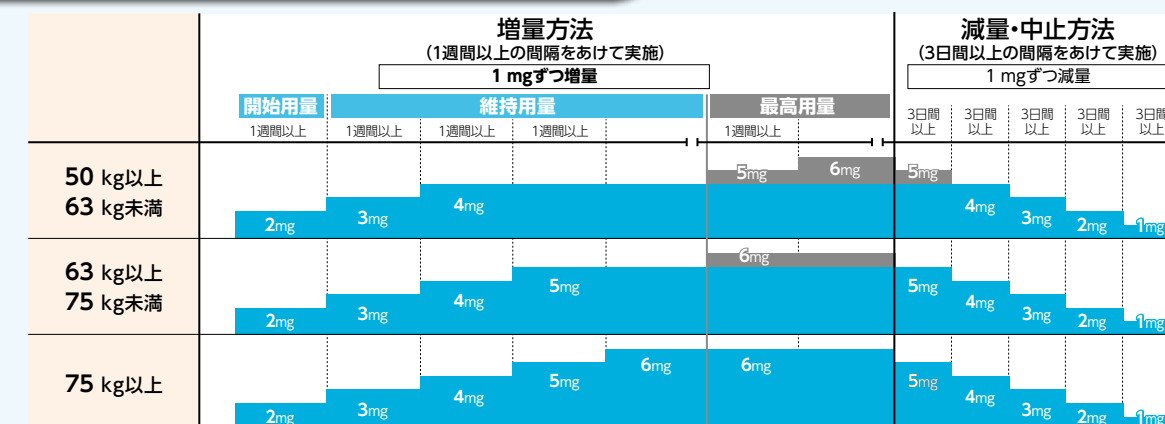 増量方法
(1週間以上の間隔をあけて実施)
1 mgずつ増量
減量・中止方法
(3日間以上の間隔をあけて実施)
1 mgずつ減量
開始用量
維持用量
最高用量
1週間以上
1週間以上
1週間以上
1週間以上
1週間以上
3日間
以上
3日間
以上
3日間
以上
3日間
以上
3日間
以上
50 kg以上
63 kg未満
2mg
3mg
4mg
5mg
6mg
5mg
4mg
3mg
2mg
1mg
63 kg以上
75 kg未満
2mg
3mg
4mg
5mg
6mg
5mg
4mg
3mg
2mg
1mg
75 kg以上
2mg
3mg
4mg
5mg
6mg
6mg
5mg
4mg
3mg
2mg
1mg